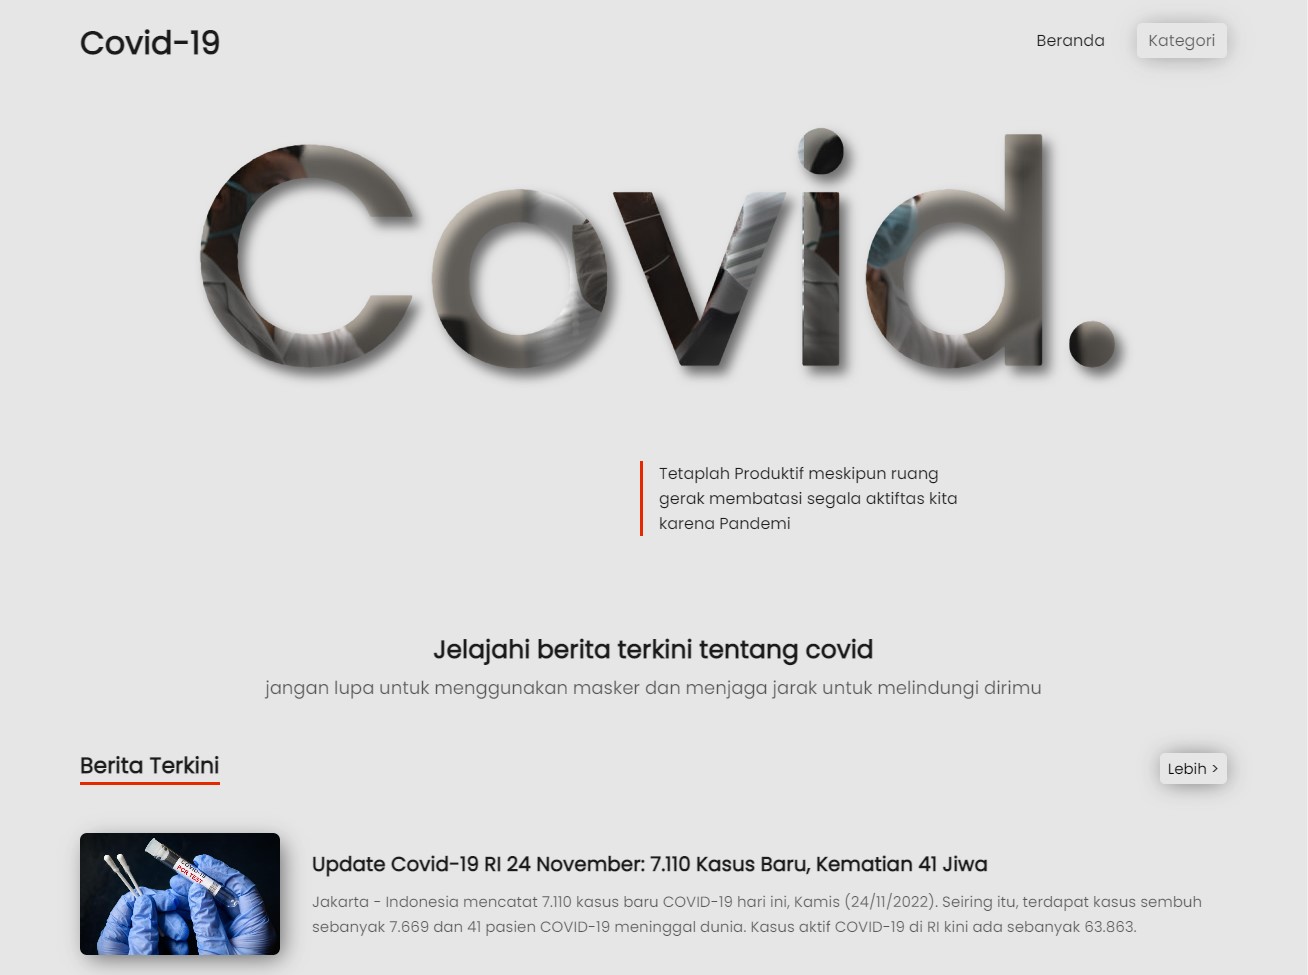 Covid-19
Beranda
Kategori
Covid.
Tetaplah Produktif meskipun ruang
gerak membatasi segala aktiftas kita
karena Pandemi
Jelajahi berita terkini tentang covid
jangan lupa untuk menggunakan masker dan menjaga jarak untuk melindungi dirimu
Berita Terkini
Lebih >
COVID-19
PCR TEST
Update Covid-19 RI 24 November: 7.110 Kasus Baru, Kematian 41 Jiwa
Jakarta - Indonesia mencatat 7.110 kasus baru COVID-19 hari ini, Kamis (24/11/2022). Seiring itu, terdapat kasus sembuh
sebanyak 7.669 dan 41 pasien COVID-19 meninggal dunia. Kasus aktif COVID-19 di RI kini ada sebanyak 63.863.